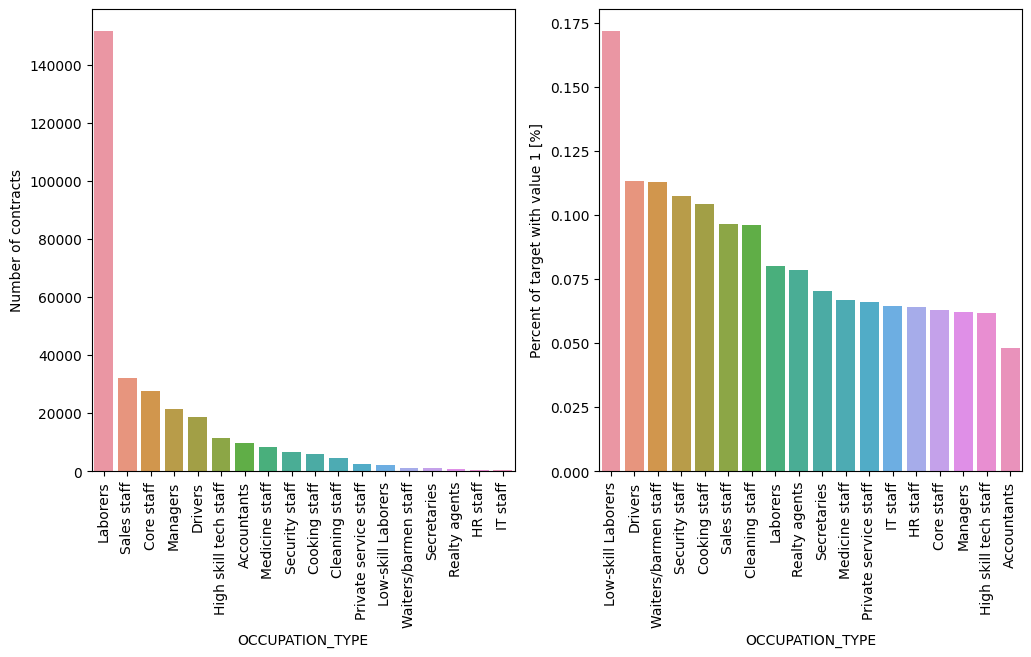 Number of contracts
140000
120000
100000
80000
60000
40000
20000
0
Laborers
Sales staff
Core staff
Managers
Drivers
High skill tech staff
Accountants
Medicine staff
Security staff
Cooking staff
Cleaning staff
Private service staff
Low-skill Laborers
Waiters/barmen staff
Secretaries
Realty agents
HR staff
IT staff
OCCUPATION_TYPE
Percent of target with value 1 [%]
0.175
0.150
0.125
0.100
0.075
0.050
0.025
0.000
Low-skill Laborers
Drivers
Waiters/barmen staff
Security staff
Cooking staff
Sales staff
Cleaning staff
Laborers
Realty agents
Secretaries
Medicine staff
Private service staff
IT staff
HR staff
Core staff
Managers
High skill tech staff
Accountants
OCCUPATION_TYPE